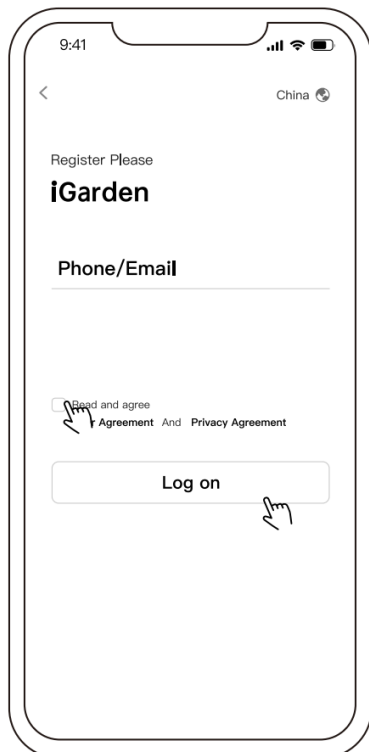 9:41
China
Register Please
iGarden
Phone/Email
Read and agree
Agreement And Privacy Agreement
Log on